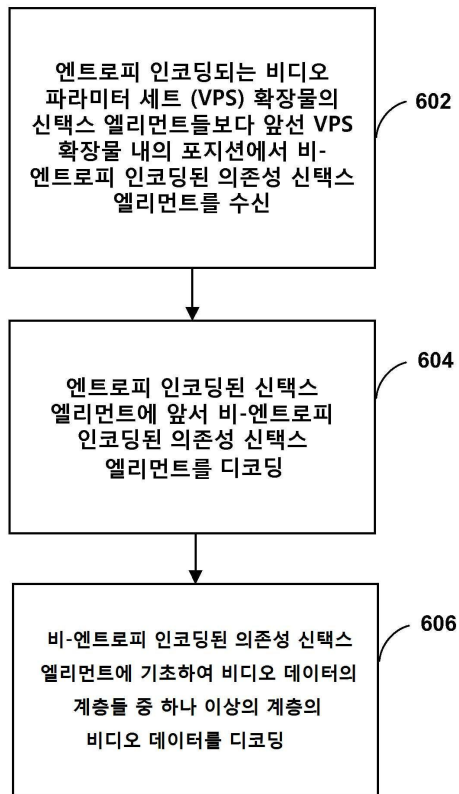 엔트로피 인코딩되는 비디오
파라미터 세트 (VPS) 확장물의
신택스 엘리먼트들보다 앞선 VPS
확장물 내의 포지션에서 비-
엔트로피 인코딩된 의존성 신택스
엘리먼트를 수신
602
엔트로피 인코딩된 신택스
엘리먼트에 앞서 비-엔트로피
인코딩된 의존성 신택스
엘리먼트를 디코딩
604
비-엔트로피 인코딩된 의존성 신택스
엘리먼트에 기초하여 비디오 데이터의
계층들 중 하나 이상의 계층의
비디오 데이터를 디코딩
606